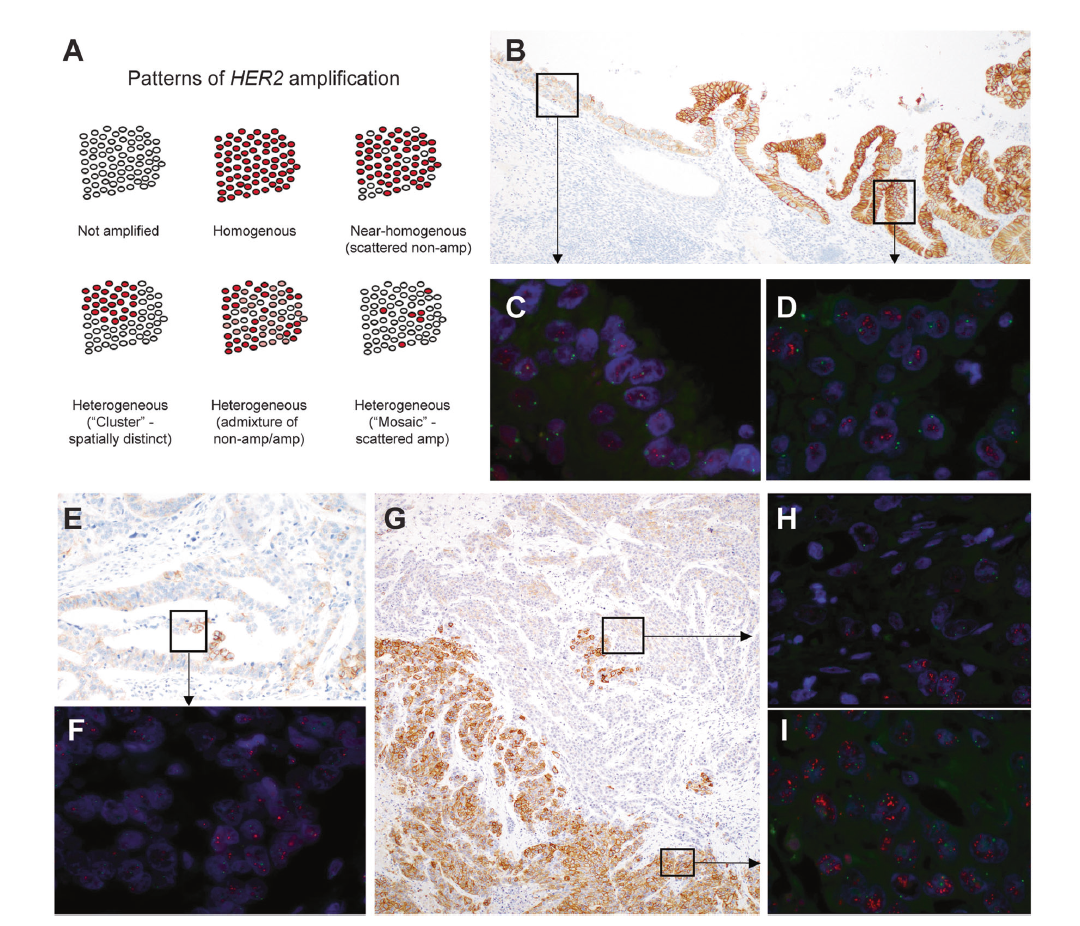 A
Patterns of HER2 amplification
Not amplified
Homogenous
Near-homogenous
(scattered non-amp)
Heterogeneous
("Cluster" -
spatially distinct)
Heterogeneous
(admixture of
non-amp/amp)
Heterogeneous
("Mosaic" -
scattered amp)
B
C
D
E
F
G
H
I